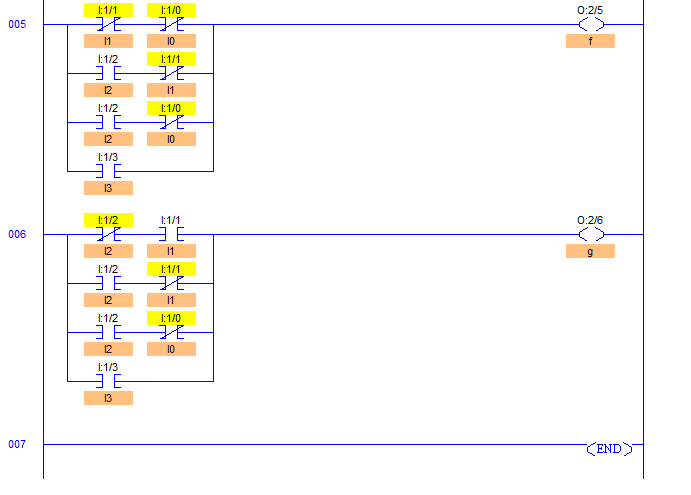 I:1/1 I:1/0 O:2/5
005
I1 I0 f
I:1/2 I:1/1
I2 I1
I:1/2 I:1/0
I2 I0
I:1/3
I3
I:1/2 I:1/1 O:2/6
006
I2 I1 g
I:1/2 I:1/1
I2 I1
I:1/2 I:1/0
I2 I0
I:1/3
I3
007 END